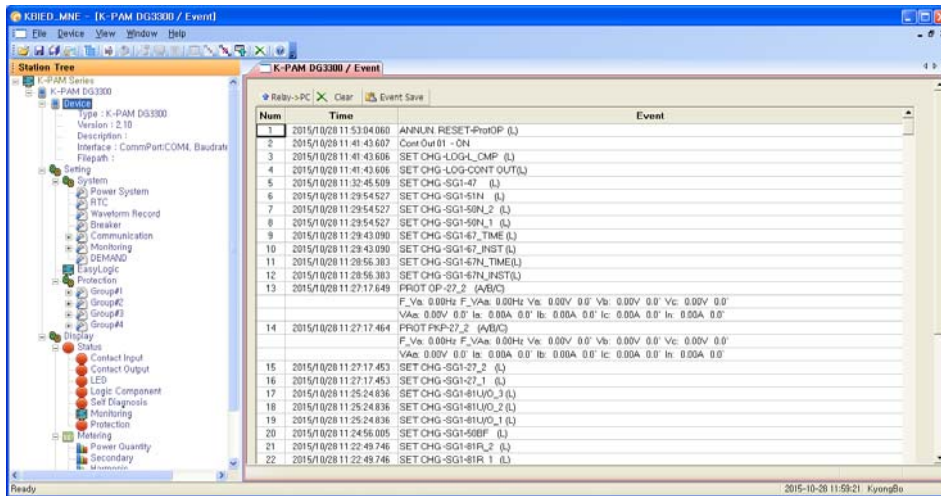 KBIED_MNE - [K-PAM DG3300 / Event]
File Device View Window Help
Station Tree
K-PAM DG3300 / Event
K-PAM Series
K-PAM DG3300
Device
Type : K-PAM DG3300
Version : 2,10
Description :
Interface : CommPort:COM4, Baudrate
Filepath :
Setting
System
Power System
RTC
Waveform Record
Breaker
Communication
Monitoring
DEMAND
EasyLogic
Protection
Group#1
Group#2
Group#3
Group#4
Display
Status
Contact Input
Contact Output
LED
Logic Component
Self Diagnosis
Monitoring
Protection
Metering
Power Quantity
Secondary
Harmonic
Relay->PC Clear Event Save
Num Time Event
1 2015/10/28 11:53:04.060 ANNUN. RESET-ProtOP (L)
2 2015/10/28 11:41:43.607 Cont Out 01 - ON
3 2015/10/28 11:41:43.606 SET CHG -LOG-L_CMP (L)
4 2015/10/28 11:41:43.606 SET CHG -LOG-CONT OUT(L)
5 2015/10/28 11:32:45.509 SET CHG -SG1-47 (L)
6 2015/10/28 11:29:54.527 SET CHG -SG1-51N (L)
7 2015/10/28 11:29:54.527 SET CHG -SG1-50N_2 (L)
8 2015/10/28 11:29:54.527 SET CHG -SG1-50N_1 (L)
9 2015/10/28 11:29:43.090 SET CHG -SG1-67_TIME (L)
10 2015/10/28 11:29:43.090 SET CHG -SG1-67_INST (L)
11 2015/10/28 11:28:56.383 SET CHG -SG1-67N_TIME(L)
12 2015/10/28 11:28:56.383 SET CHG -SG1-67N_INST(L)
13 2015/10/28 11:27:17.649 PROT OP -27_2 (A/B/C)
F_Va: 0.00Hz F_VAa: 0.00Hz Va: 0.00V 0.0˚ Vb: 0.00V 0.0˚ Vc: 0.00V 0.0˚
VAa: 0.00V 0.0˚ Ia: 0.00A 0.0˚ Ib: 0.00A 0.0˚ Ic: 0.00A 0.0˚ In: 0.00A 0.0˚
14 2015/10/28 11:27:17.464 PROT PKP-27_2 (A/B/C)
F_Va: 0.00Hz F_VAa: 0.00Hz Va: 0.00V 0.0˚ Vb: 0.00V 0.0˚ Vc: 0.00V 0.0˚
VAa: 0.00V 0.0˚ Ia: 0.00A 0.0˚ Ib: 0.00A 0.0˚ Ic: 0.00A 0.0˚ In: 0.00A 0.0˚
15 2015/10/28 11:27:17.453 SET CHG -SG1-27_2 (L)
16 2015/10/28 11:27:17.453 SET CHG -SG1-27_1 (L)
17 2015/10/28 11:25:24.836 SET CHG -SG1-81U/O_3 (L)
18 2015/10/28 11:25:24.836 SET CHG -SG1-81U/O_2 (L)
19 2015/10/28 11:25:24.836 SET CHG -SG1-81U/O_1 (L)
20 2015/10/28 11:24:56.005 SET CHG -SG1-50BF (L)
21 2015/10/28 11:22:49.746 SET CHG -SG1-81R_2 (L)
22 2015/10/28 11:22:49.746 SET CHG -SG1-81R_1 (L)
Ready 2015-10-28 11:59:21 KyongBo